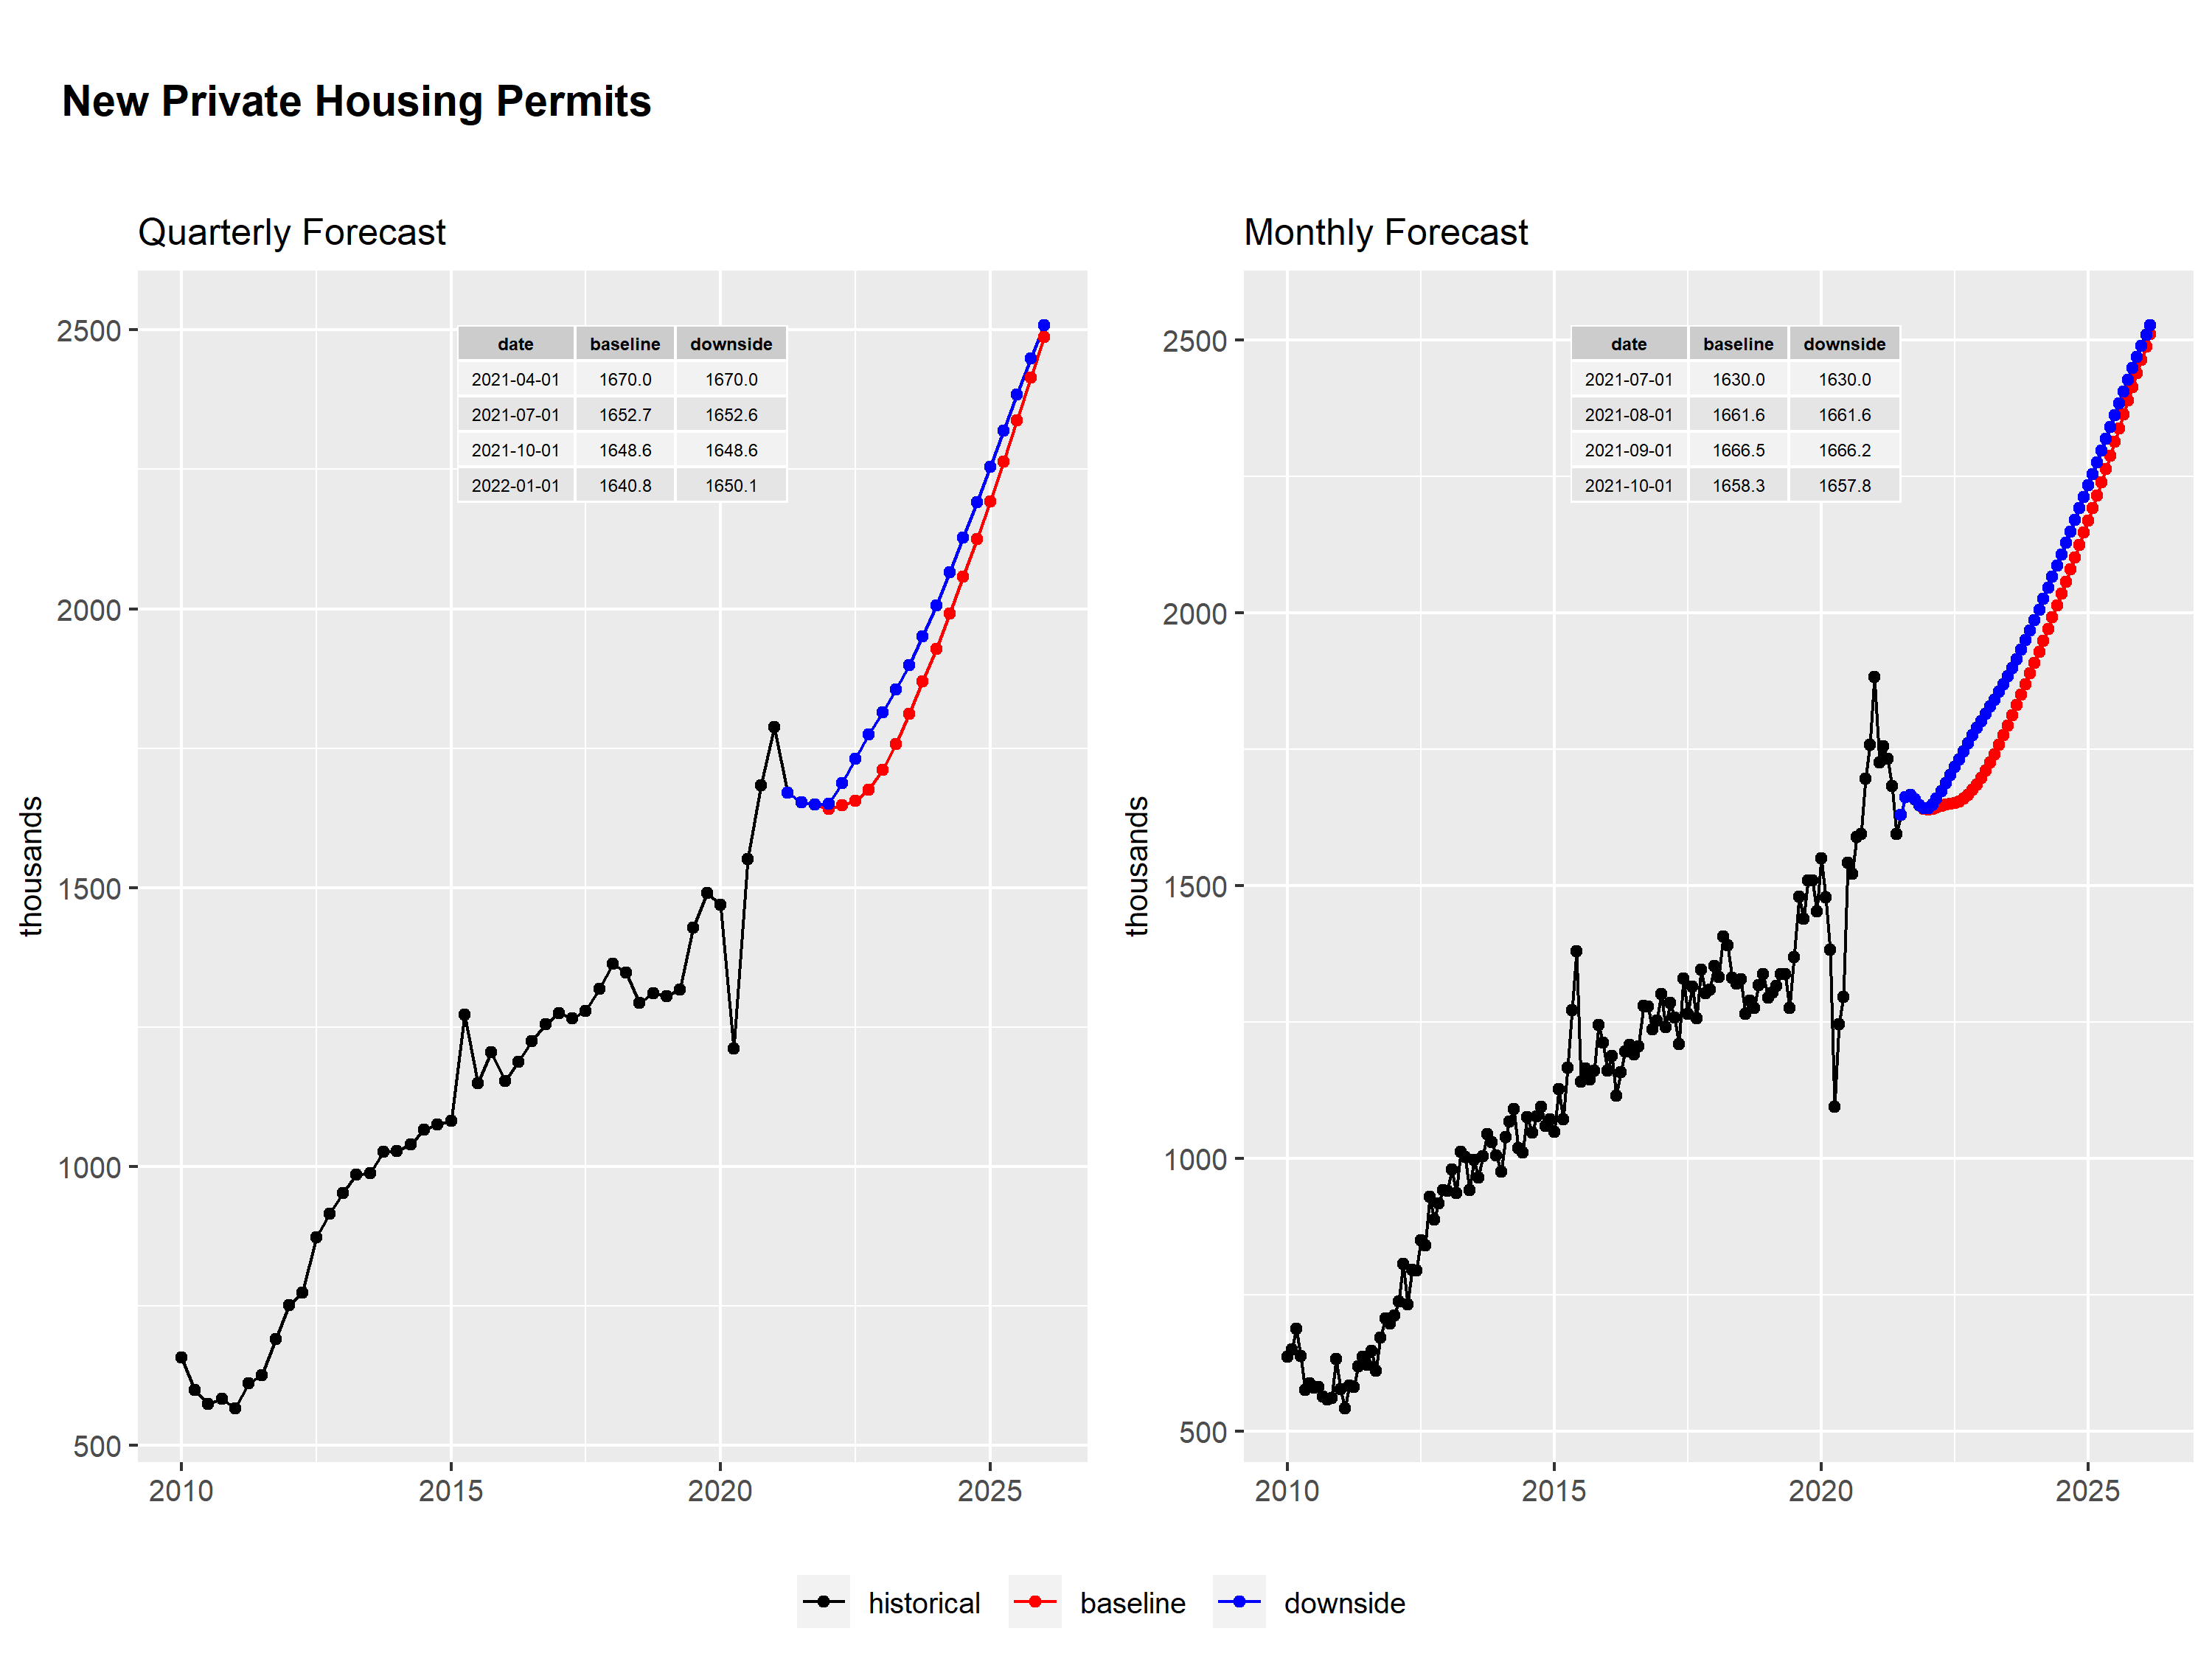 New Private Housing Permits
Quarterly Forecast
2500
2000
1500
1000
500
thousands
date baseline downside
2021-04-01 1670.0 1670.0
2021-07-01 1652.7 1652.6
2021-10-01 1648.6 1648.6
2022-01-01 1640.8 1650.1
2010 2015 2020 2025
Monthly Forecast
2500
2000
1500
1000
500
thousands
date baseline downside
2021-07-01 1630.0 1630.0
2021-08-01 1661.6 1661.6
2021-09-01 1666.5 1666.2
2021-10-01 1658.3 1657.8
2010 2015 2020 2025
historical baseline downside